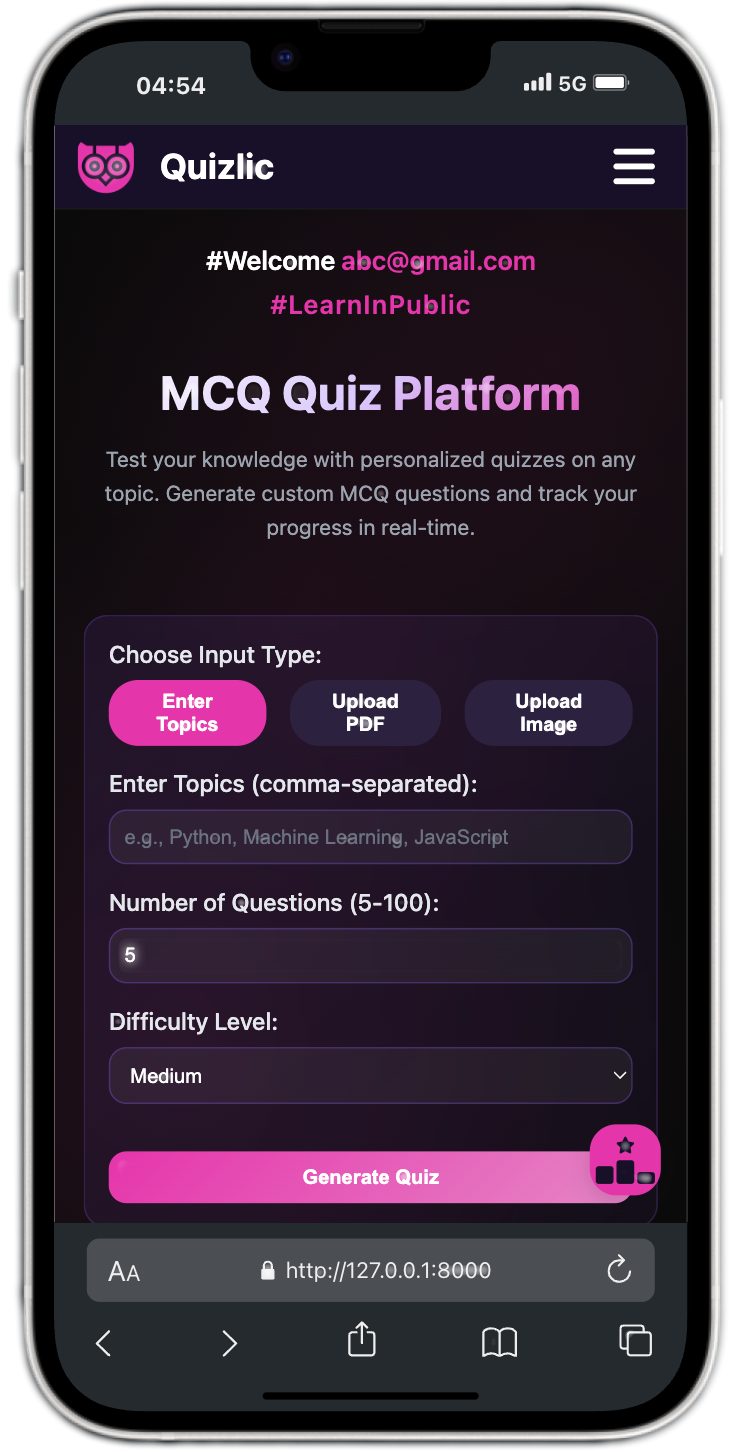 04:54
5G
Quizlic
#Welcome abc@gmail.com
#LearnInPublic
MCQ Quiz Platform
Test your knowledge with personalized quizzes on any
topic. Generate custom MCQ questions and track your
progress in real-time.
Choose Input Type:
Enter
Topics
Upload
PDF
Upload
Image
Enter Topics (comma-separated):
e.g., Python, Machine Learning, JavaScript
Number of Questions (5-100):
5
Difficulty Level:
Medium
Generate Quiz
AA
http://127.0.0.1:8000